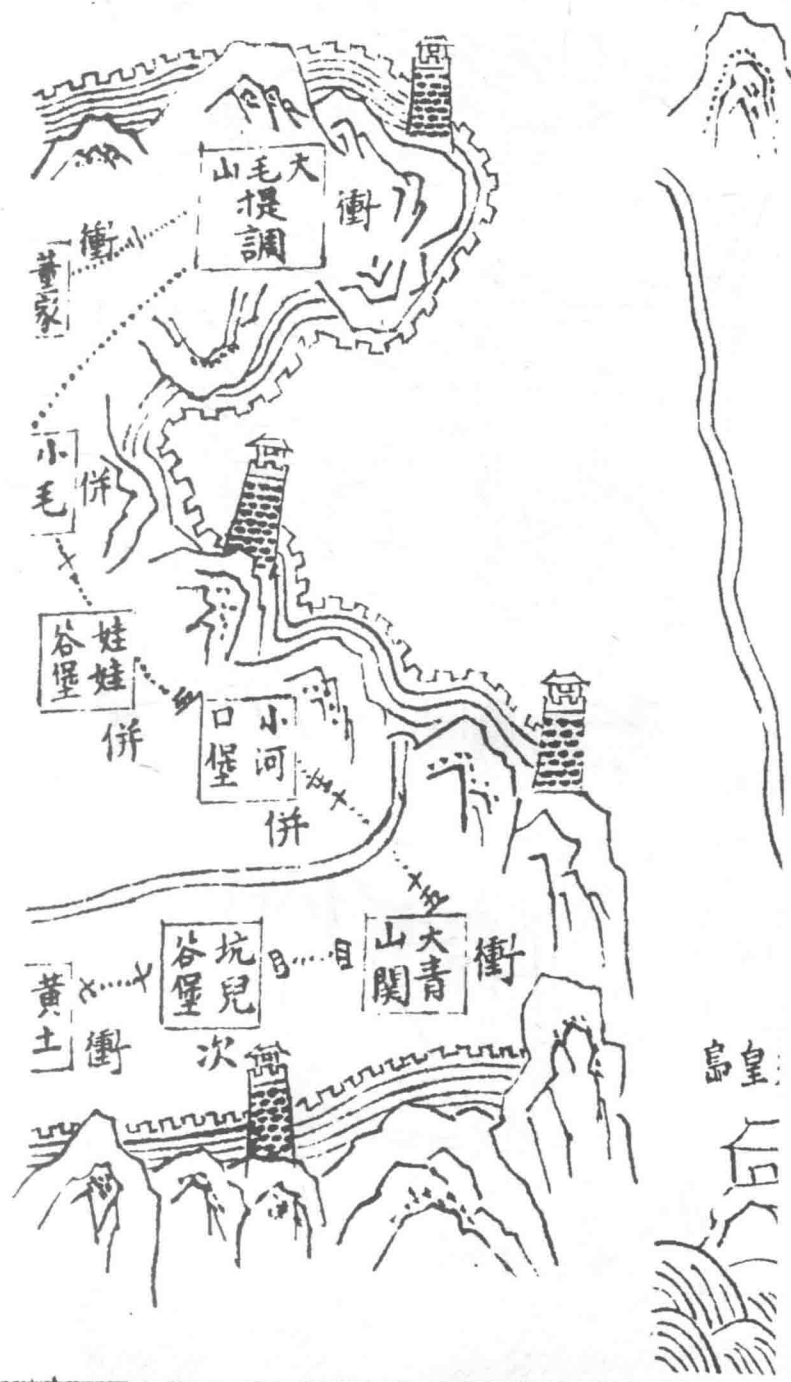 大毛山
提調
衝
衝
董家
小毛
併
娃娃
谷堡
併
小河
口堡
併
大青
山関
衝
坑兒
谷堡
次
黃土
衝
皇島